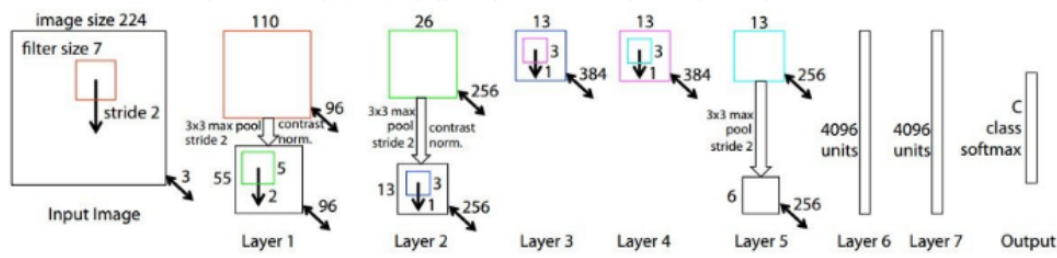 image size 224
filter size 7
stride 2
3
Input Image
110
96
3x3 max pool
stride 2
contrast
norm.
55
5
2
96
Layer 1
26
256
3x3 max
pool
stride 2
contrast
norm.
13
3
1
256
Layer 2
13
3
1
384
Layer 3
13
3
1
384
Layer 4
13
256
3x3 max
pool
stride 2
6
256
Layer 5
4096
units
Layer 6
4096
units
Layer 7
C
class
softmax
Output